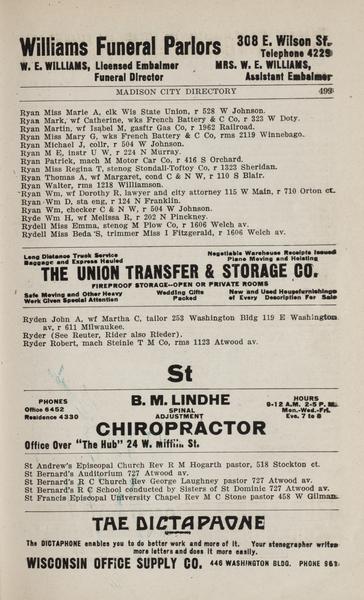 Williams Funeral Parlors 308 E. Wilson St.
Telephone 4229
W. E. WILLIAMS, Licensed Embalmer
Funeral Director
MRS. W. E. WILLIAMS,
Assistant Embalmer
MADISON CITY DIRECTORY 499
Ryan Miss Marie A, clk Wis State Union, r 528 W Johnson.
Ryan Mark, wf Catherine, wks French Battery & C Co, r 323 W Doty.
Ryan Martin, wf Isabel M, gasftr Gas Co, r 1962 Railroad.
Ryan Miss Mary G, wks French Battery & C Co, rms 2119 Winnebago.
Ryan Michael J, collr, r 504 W Johnson.
Ryan M E, instr U W, r 224 N Murray.
Ryan Patrick, mach M Motor Car Co, r 416 S Orchard.
Ryan Miss Regina T, stenog Stondall-Toftoy Co, r 1323 Sheridan.
Ryan Thomas A, wf Margaret, cond C & N W, r 110 S Blair.
Ryan Walter, rms 1218 Williamson.
Ryan Wm, wf Dorothy R, lawyer and city attorney 115 W Main, r 710 Orton ct.
Ryan Wm D, sta eng, r 124 N Franklin.
Ryan Wm, checker C & N W, r 504 W Johnson.
Ryde Wm H, wf Melissa R, r 202 N Pinckney.
Rydell Miss Emma, stenog M Plow Co, r 1606 Welch av.
Rydell Miss Beda S, trimmer Miss I Fitzgerald, r 1606 Welch av.
Long Distance Truck Service
Baggage and Express Hauled
Negotiable Warehouse Receipts Issued
Piano Moving and Hoisting
THE UNION TRANSFER & STORAGE CO.
FIREPROOF STORAGE--OPEN OR PRIVATE ROOMS
Safe Moving and Other Heavy
Work Given Special Attention
Wedding Gifts
Packed
New and Used Housefurnishings
of Every Description For Sale
Ryden John A, wf Martha C, tailor 253 Washington Bldg 119 E Washington
av, r 611 Milwaukee.
Ryder (See Reuter, Rider also Rieder).
Ryder Robert, mach Steinle T M Co, rms 1123 Atwood av.
St
PHONES
Office 6452
Residence 4330
B. M. LINDHE
SPINAL
ADJUSTMENT
HOURS
9-12 A.M. 2-5 P.M.
Mon.-Wed.-Fri.
Eve. 7 to 8
CHIROPRACTOR
Office Over "The Hub" 24 W. Mifflin. St.
St Andrew's Episcopal Church Rev R M Hogarth pastor, 518 Stockton ct.
St Bernard's Auditorium 727 Atwood av.
St Bernard's R C Church Rev George Laughney pastor 727 Atwood av.
St Bernard's R C School conducted by Sisters of St Dominic 727 Atwood av.
St Francis Episcopal University Chapel Rev M C Stone pastor 458 W Gilman.
THE DICTAPHONE
The DICTAPHONE enables you to do better work and more of it. Your stenographer writes
more letters and does it more easily.
WISCONSIN OFFICE SUPPLY CO. 446 WASHINGTON BLDG. PHONE 962